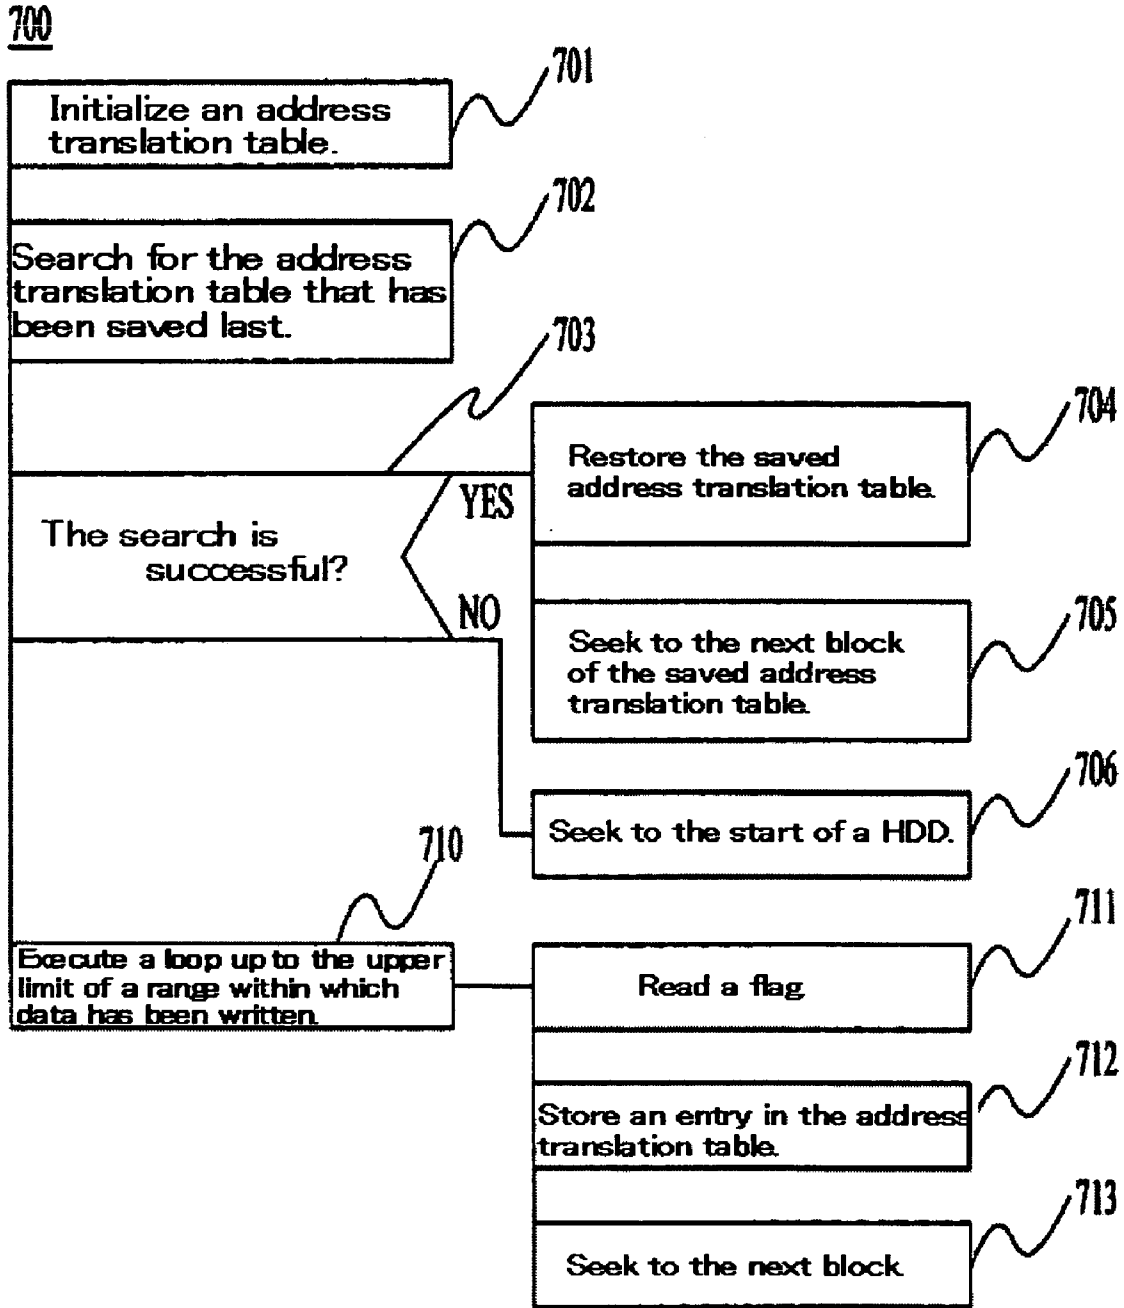 700
701
Initialize an address
translation table.
702
Search for the address
translation table that has
been saved last.
703
704
Restore the saved
address translation table.
YES
The search is
successful?
NO
705
Seek to the next block
of the saved address
translation table.
706
Seek to the start of a HDD.
710
Execute a loop up to the upper
limit of a range within which
data has been written.
711
Read a flag
712
Store an entry in the address
translation table.
713
Seek to the next block